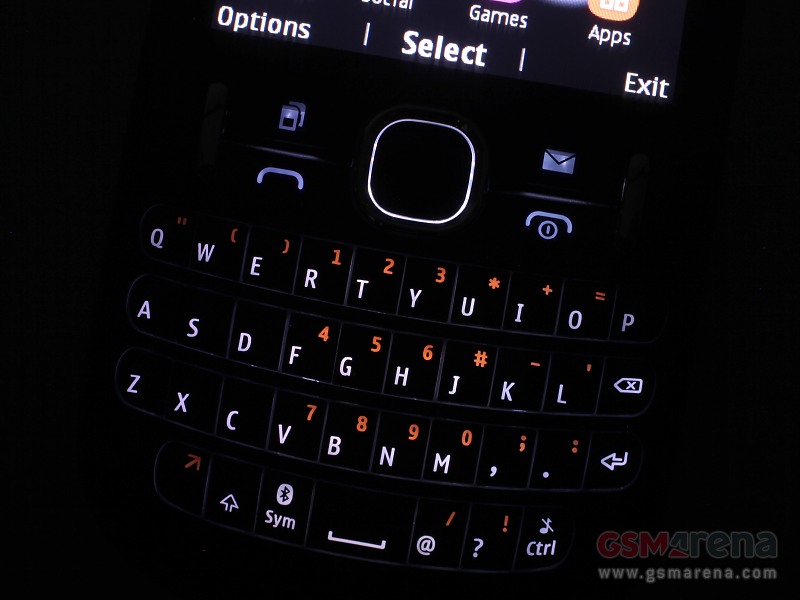 Social Games Apps
Options | Select | Exit
Q " W ( E ) R 1 T 2 Y 3 U * I + O = P
A S D F 4 G 5 H 6 J # K - L '
Z X C V 7 B 8 N 9 M 0 , ; . :
Sym @ / ? ! Ctrl
GSMarena
www.gsmarena.com